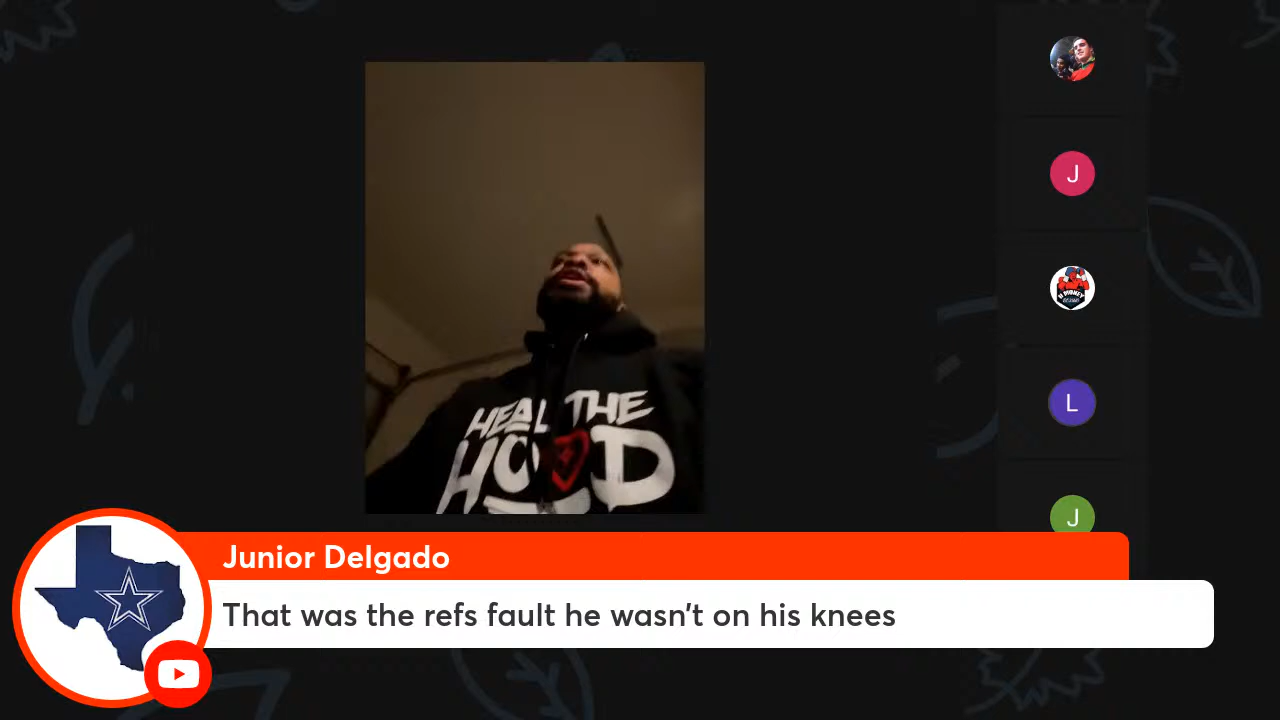 J
HEAL THE
HOOD
L
J
Junior Delgado
That was the refs fault he wasn't on his knees